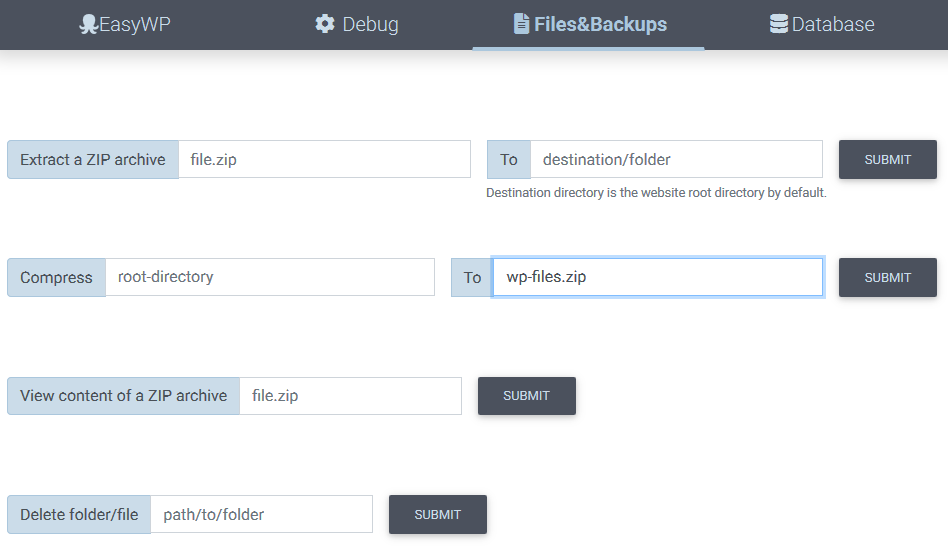 EasyWP Debug Files&Backups Database
Extract a ZIP archive file.zip To destination/folder SUBMIT
Destination directory is the website root directory by default.
Compress root-directory To wp-files.zip SUBMIT
View content of a ZIP archive file.zip SUBMIT
Delete folder/file path/to/folder SUBMIT